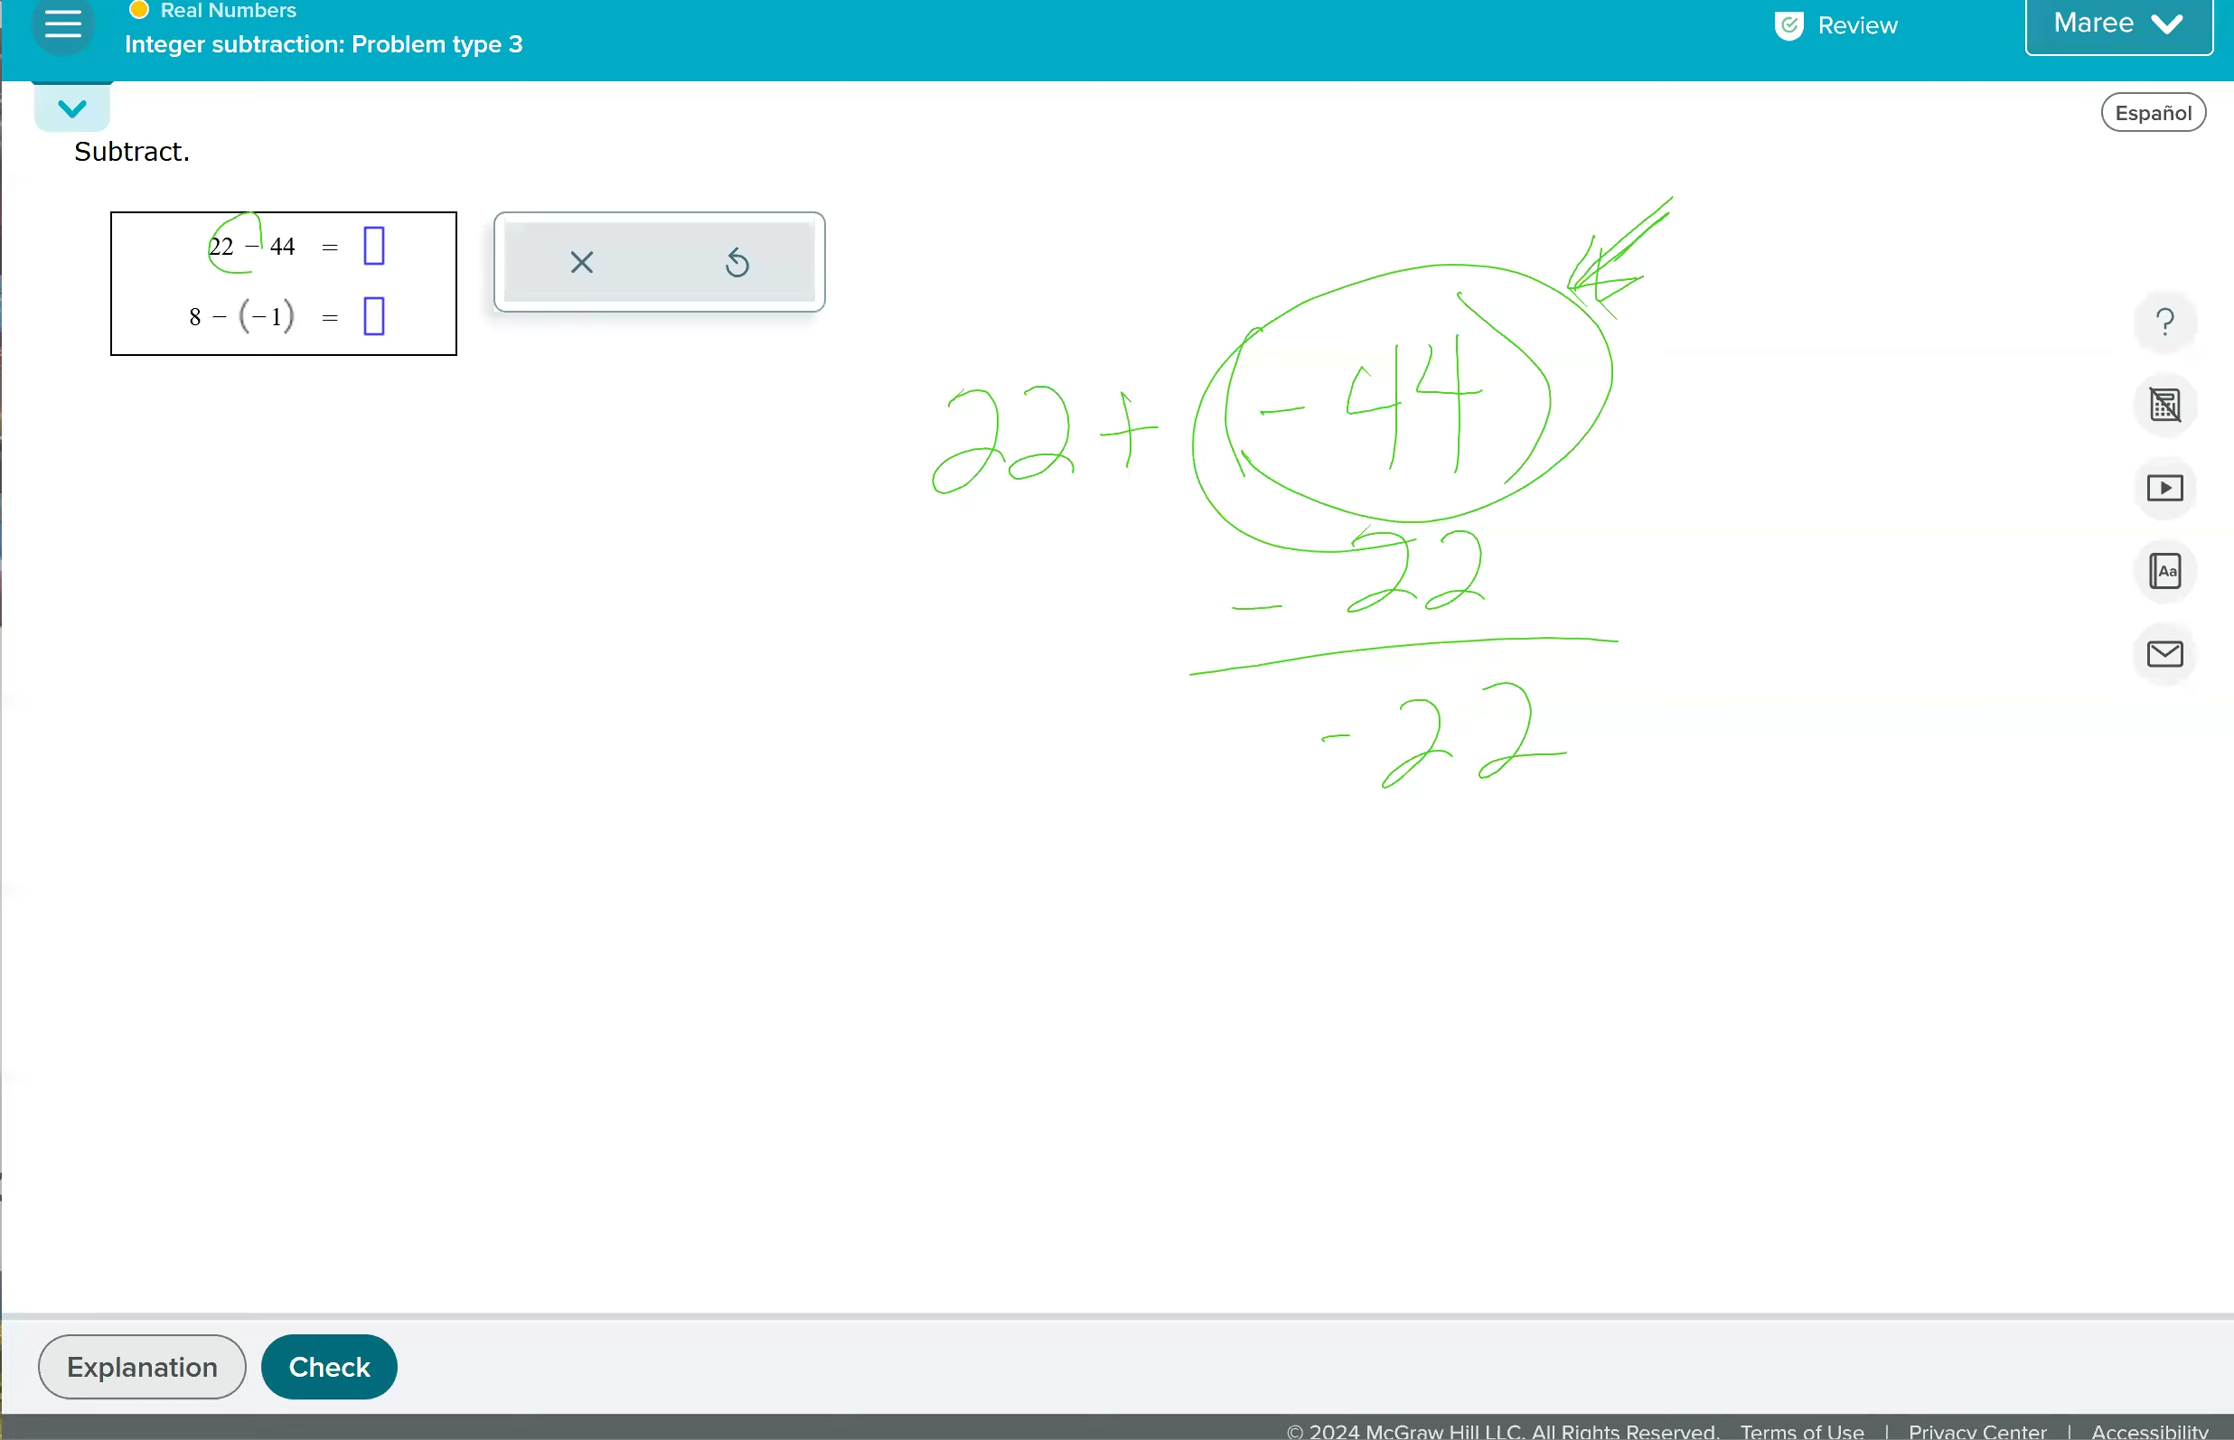 Real Numbers
Integer subtraction: Problem type 3
Review
Maree
Español
Subtract.
22 − 44 =
8 − (−1) =
22 + (- 44)
- 22
- 22
Aa
Explanation
Check
© 2024 McGraw Hill LLC. All Rights Reserved. Terms of Use | Privacy Center | Accessibility